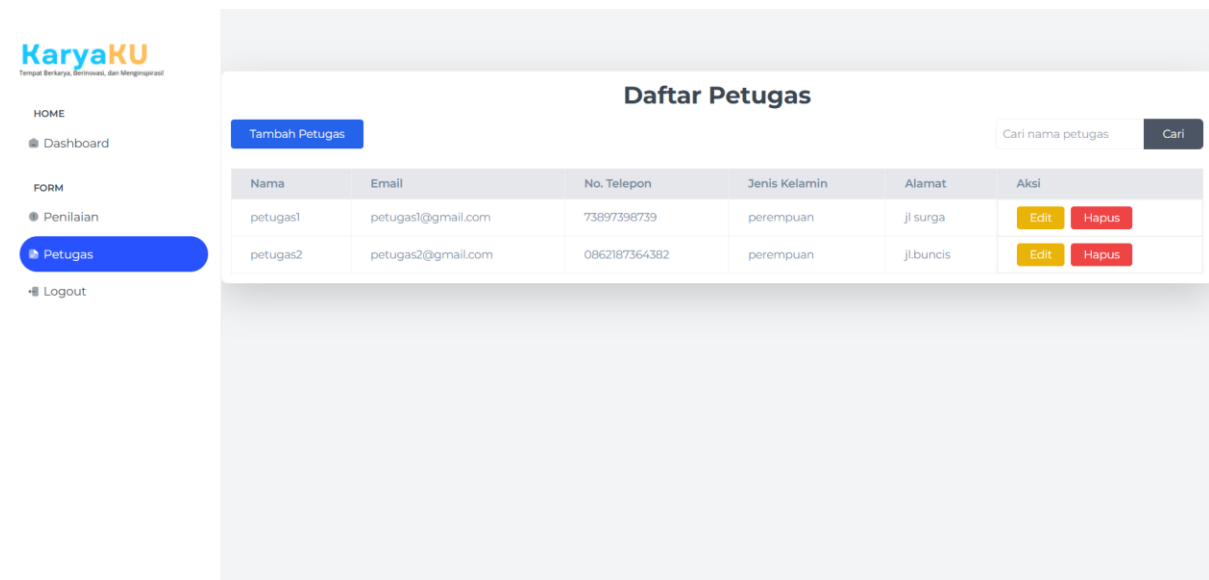 KaryaKU
Tempat Berkarya, Berinovasi, dan Menginspirasi!
HOME
Dashboard
FORM
Penilaian
Petugas
Logout
Daftar Petugas
Tambah Petugas
Cari nama petugas Cari
Nama Email No. Telepon Jenis Kelamin Alamat Aksi
petugas1 petugas1@gmail.com 73897398739 perempuan jl surga Edit Hapus
petugas2 petugas2@gmail.com 0862187364382 perempuan jl.buncis Edit Hapus